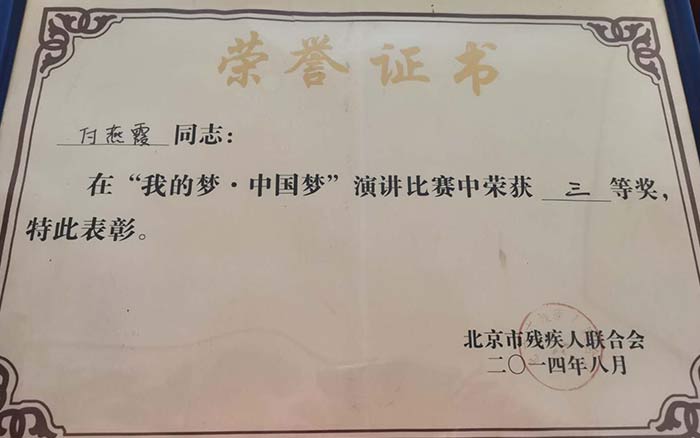 荣誉证书
付燕霞 同志：
在“我的梦·中国梦”演讲比赛中荣获 三 等奖，
特此表彰。
北京市残疾人联合会
二〇一四年八月